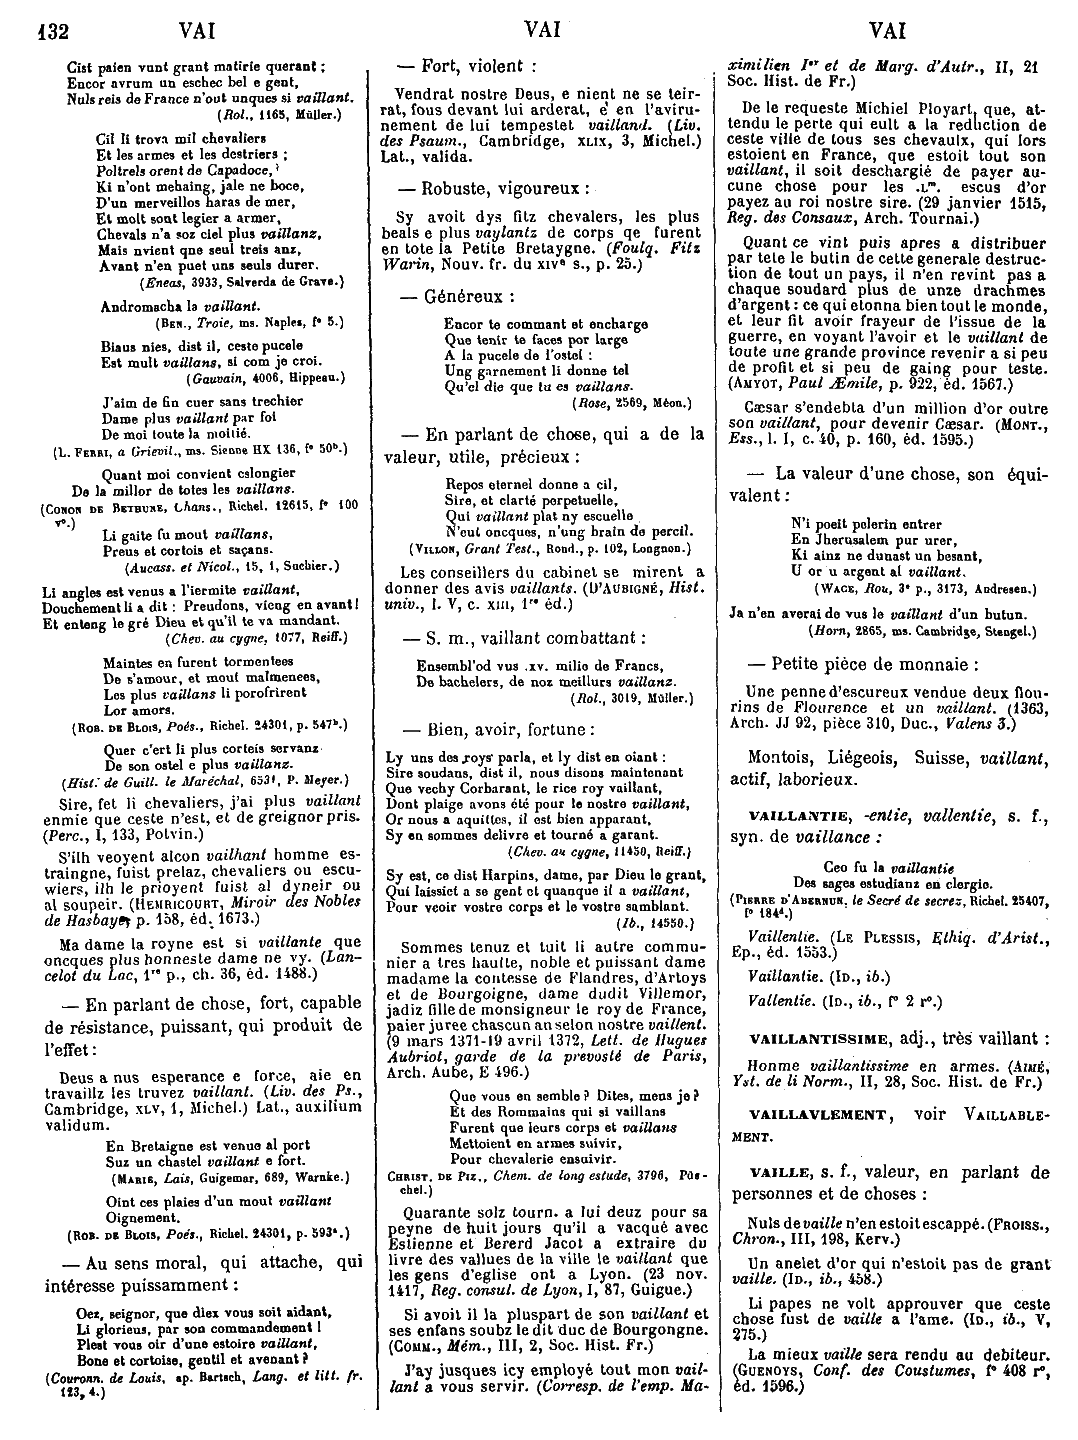 132 VAI VAI VAI
Cist paien vunt grant matirie querant ;
Encor avrum un eschec bel e gent,
Nuls reis de France n'out unques si vaillant.
(Rol., 1165, Müller.)
Cil li trova mil chevaliers
Et les armes et les destriers ;
Poltrels orent de Capadoce,
Ki n'ont mehaing, jale ne boce,
D'un merveillos haras de mer,
Et molt sont legier a armer,
Chevals n'a soz ciel plus vaillanz,
Mais nvient que seul treis anz,
Avant n'en puet uns seuls durer.
(Eneas, 3933, Salverda de Grave.)
Andromacha la vaillant.
(BEN., Troie, ms. Naples, f° 5.)
Biaus nies, dist il, ceste pucele
Est mult vaillans, si com je croi.
(Gauvain, 4006, Hippeau.)
J'aim de fin cuer sans trechier
Dame plus vaillant par foi
De moi toute la moitié.
(L. FERRI, a Grievil., ms. Sienne HX 136, f° 50b.)
Quant moi convient eslongier
De la millor de totes les vaillans.
(CONON DE BETHUNE, Chans., Richel. 12615, f° 100
v°.)
Li gaite fu mout vaillans,
Preus et cortois et saçans.
(Aucass. et Nicol., 15, 1, Suchier.)
Li angles est venus a l'iermite vaillant,
Douchement li a dit : Preudons, vieng en avant !
Et enteng le gré Dieu et qu'il te va mandant.
(Chev. au cygne, 1077, Reiff.)
Maintes en furent tormentees
De s'amour, et mout malmenees,
Les plus vaillans li porofrirent
Lor amors.
(ROB. DE BLOIS, Poés., Richel. 24301, p. 547b.)
Quer c'ert li plus corteis servanz
De son ostel e plus vaillanz.
(Hist. de Guill. le Maréchal, 6531, P. Meyer.)
Sire, fet li chevaliers, j'ai plus vaillant
enmie que ceste n'est, et de greignor pris.
(Perc., I, 133, Potvin.)
S'ilh veoyent alcon vailhant homme es-
traingne, fuist prelaz, chevaliers ou escu-
wiers, ilh le prioyent fuist al dyneir ou
al soupeir. (HEMRICOURT, Miroir des Nobles
de Hasbaye, p. 158, éd. 1673.)
Ma dame la royne est si vaillante que
oncques plus honneste dame ne vy. (Lan-
celot du Lac, 1re p., ch. 36, éd. 1488.)
— En parlant de chose, fort, capable
de résistance, puissant, qui produit de
l'effet :
Deus a nus esperance e force, aie en
travaillz les truvez vaillant. (Liv. des Ps.,
Cambridge, XLV, 1, Michel.) Lat., auxilium
validum.
En Bretaigne est venue al port
Suz un chastel vaillant e fort.
(MARIE, Lais, Guigemar, 689, Warnke.)
Oint ces plaies d'un mout vaillant
Oignement.
(ROB. DE BLOIS, Poés., Richel. 24301, p. 593a.)
— Au sens moral, qui attache, qui
intéresse puissamment :
Oez, seignor, que diex vous soit aidant,
Li glorieus, par son commandement !
Plest vous oir d'une estoire vaillant,
Bone et cortoise, gentil et avenant ?
(Couronn. de Louis, ap. Bartsch, Lang. et litt. fr.
123, 4.)
— Fort, violent :
Vendrat nostre Deus, e nient ne se teir-
rat, fous devant lui arderat, e en l'aviru-
nement de lui tempestet vailland. (Liv.
des Psaum., Cambridge, XLIX, 3, Michel.)
Lat., valida.
— Robuste, vigoureux :
Sy avoit dys fitz chevalers, les plus
beals e plus vaylantz de corps qe furent
en tote la Petite Bretaygne. (Foulq. Fitz
Warin, Nouv. fr. du XIVe s., p. 25.)
— Généreux :
Encor te commant et encharge
Que tenir te faces por large
A la pucele de l'ostel :
Ung garnement li donne tel
Qu'el die que tu es vaillans.
(Rose, 2569, Méon.)
— En parlant de chose, qui a de la
valeur, utile, précieux :
Repos eternel donne a cil,
Sire, et clarté perpetuelle,
Qui vaillant plat ny escuelle
N'eut oncques, n'ung brain de percil.
(VILLON, Grant Test., Rond., p. 102, Longnon.)
Les conseillers du cabinet se mirent a
donner des avis vaillants. (D'AUBIGNÉ, Hist.
univ., l. V, c. XIII, 1re éd.)
— S. m., vaillant combattant :
Ensembl'od vus .xv. milie de Francs,
De bachelers, de noz meillurs vaillanz.
(Rol., 3019, Müller.)
— Bien, avoir, fortune :
Ly uns des roys parla, et ly dist en oiant :
Sire soudans, dist il, nous disons maintenant
Que vechy Corbarant, le rice roy vaillant,
Dont plaige avons été pour le nostre vaillant,
Or nous a aquittes, il est bien apparant,
Sy en sommes delivre et tourné a garant.
(Chev. au cygne, 11450, Reiff.)
Sy est, ce dist Harpins, dame, par Dieu le grant,
Qui laissiet a se gent et quanque il a vaillant,
Pour veoir vostre corps et le vostre samblant.
(Ib., 14550.)
Sommes tenuz et tuit li autre commu-
nier a tres haulte, noble et puissant dame
madame la contesse de Flandres, d'Artoys
et de Bourgoigne, dame dudit Villemor,
jadiz fille de monsigneur le roy de France,
paier juree chascun an selon nostre vaillent.
(9 mars 1371-19 avril 1372, Lett. de Hugues
Aubriot, garde de la prevosté de Paris,
Arch. Aube, E 496.)
Que vous en semble ? Dites, mens je ?
Et des Rommains qui si vaillans
Furent que leurs corps et vaillans
Mettoient en armes suivir,
Pour chevalerie ensuivir.
CHRIST. DE PIZ., Chem. de long estude, 3796, Püs-
chel.)
Quarante solz tourn. a lui deuz pour sa
peyne de huit jours qu'il a vacqué avec
Estienne et Bererd Jacot a extraire du
livre des vallues de la ville le vaillant que
les gens d'eglise ont a Lyon. (23 nov.
1417, Reg. consul. de Lyon, I, 87, Guigue.)
Si avoit il la pluspart de son vaillant et
ses enfans soubz le dit duc de Bourgongne.
(COMM., Mém., III, 2, Soc. Hist. Fr.)
J'ay jusques icy employé tout mon vail-
lant a vous servir. (Corresp. de l'emp. Ma-
ximilien Ier et de Marg. d'Autr., II, 21
Soc. Hist. de Fr.)
De le requeste Michiel Ployart, que, at-
tendu le perte qui eult a la reduction de
ceste ville de tous ses chevaulx, qui lors
estoient en France, que estoit tout son
vaillant, il soit deschargié de payer au-
cune chose pour les .Lm. escus d'or
payez au roi nostre sire. (29 janvier 1515,
Reg. des Consaux, Arch. Tournai.)
Quant ce vint puis apres a distribuer
par tete le butin de cette generale destruc-
tion de tout un pays, il n'en revint pas a
chaque soudard plus de unze drachmes
d'argent : ce qui etonna bien tout le monde,
et leur fit avoir frayeur de l'issue de la
guerre, en voyant l'avoir et le vaillant de
toute une grande province revenir a si peu
de profit et si peu de gaing pour teste.
(AMYOT, Paul Æmile, p. 922, éd. 1567.)
Cæsar s'endebta d'un million d'or outre
son vaillant, pour devenir Cæsar. (MONT.,
Ess., l. I, c. 40, p. 160, éd. 1595.)
— La valeur d'une chose, son équi-
valent :
N'i poeit pelerin entrer
En Jherusalem pur urer,
Ki ainz ne dunast un besant,
U or u argent al vaillant.
(WACE, Rou, 3e p., 3173, Andresen.)
Ja n'en averai de vus le vaillant d'un butun.
(Horn, 2865, ms. Cambridge, Stengel.)
— Petite pièce de monnaie :
Une penne d'escureux vendue deux flou-
rins de Flourence et un vaillant. (1363,
Arch. JJ 92, pièce 310, Duc., Valens 3.)
Montois, Liégeois, Suisse, vaillant,
actif, laborieux.
VAILLANTIE, -entie, vallentie, s. f.,
syn. de vaillance :
Ceo fu la vaillantie
Des sages estudianz en clergie.
(PIERRE D'ABERNUN, le Secré de secrez, Richel. 25407,
f° 184d.)
Vaillentie. (LE PLESSIS, Ethiq. d'Arist.,
Ep., éd. 1553.)
Vaillantie. (ID., ib.)
Vallentie. (ID., ib., f° 2 r°.)
VAILLANTISSIME, adj., très vaillant :
Honme vaillantissime en armes. (AIMÉ,
Yst. de li Norm., II, 28, Soc. Hist. de Fr.)
VAILLAVLEMENT, voir VAILLABLE-
MENT.
VAILLE, s. f., valeur, en parlant de
personnes et de choses :
Nuls de vaille n'en estoit escappé. (FROISS.,
Chron., III, 198, Kerv.)
Un anelet d'or qui n'estoit pas de grant
vaille. (ID., ib., 458.)
Li papes ne volt approuver que ceste
chose fust de vaille a l'ame. (ID., ib., V,
275.)
La mieux vaille sera rendu au debiteur.
(GUENOYS, Conf. des Coustumes, f° 408 r°,
éd. 1596.)